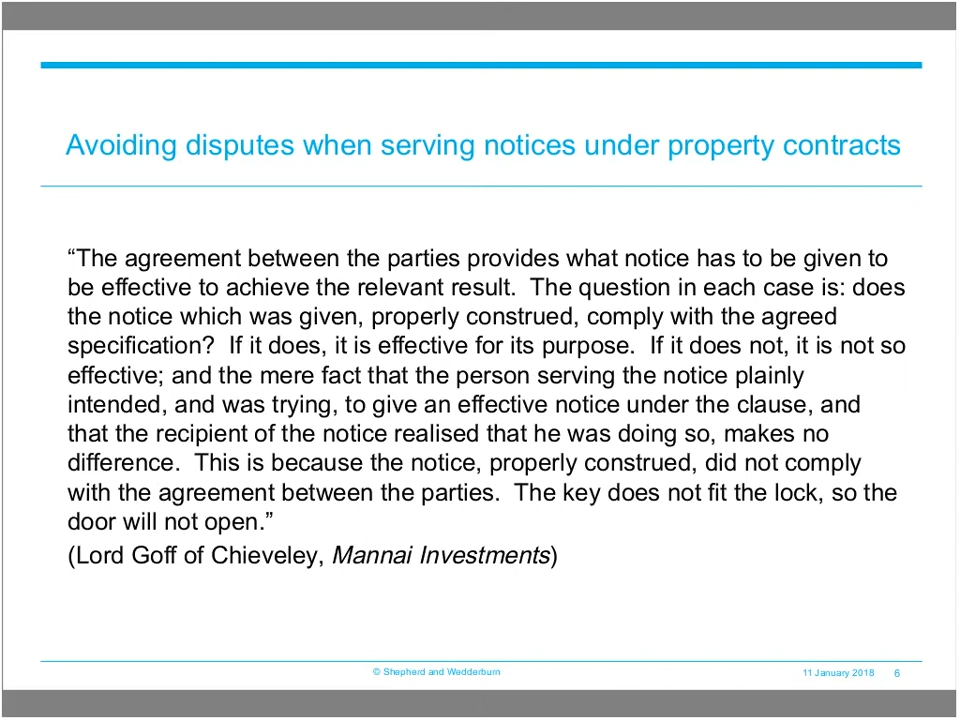 Avoiding disputes when serving notices under property contracts
“The agreement between the parties provides what notice has to be given to
be effective to achieve the relevant result.  The question in each case is: does
the notice which was given, properly construed, comply with the agreed
specification?  If it does, it is effective for its purpose.  If it does not, it is not so
effective; and the mere fact that the person serving the notice plainly
intended, and was trying, to give an effective notice under the clause, and
that the recipient of the notice realised that he was doing so, makes no
difference.  This is because the notice, properly construed, did not comply
with the agreement between the parties.  The key does not fit the lock, so the
door will not open.”
(Lord Goff of Chieveley, Mannai Investments)
© Shepherd and Wedderburn 11 January 2018 6